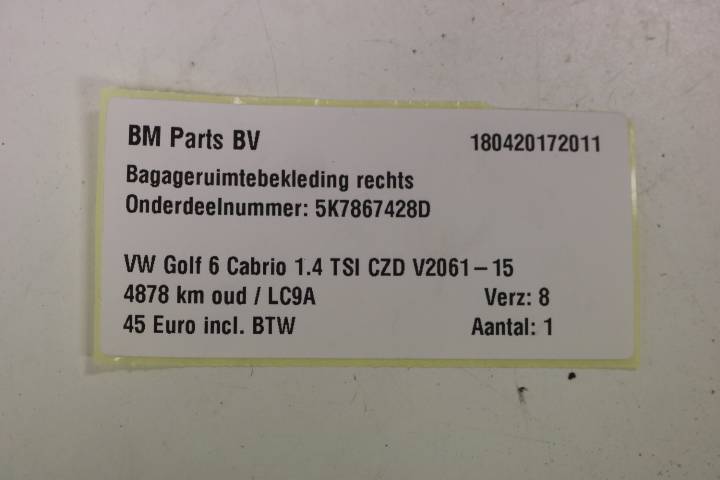 BM Parts BV 180420172011
Bagageruimtebekleding rechts
Onderdeelnummer: 5K7867428D
VW Golf 6 Cabrio 1.4 TSI CZD V2061-15
4878 km oud / LC9A Verz: 8
45 Euro incl. BTW Aantal: 1